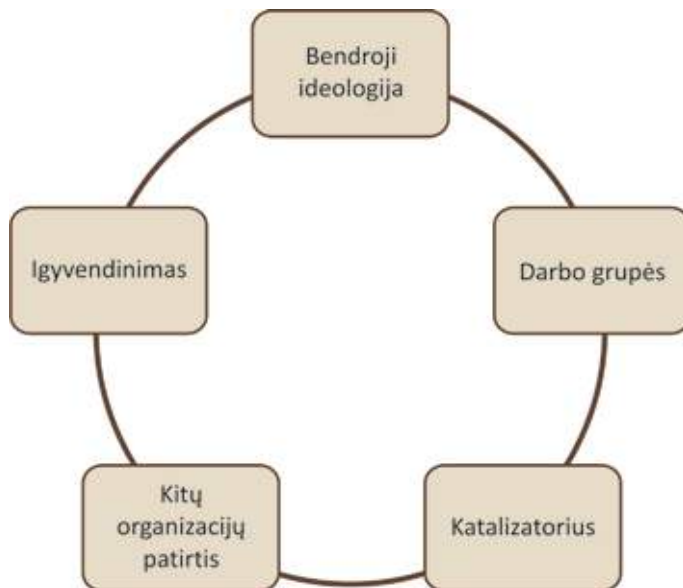 Bendroji
ideologija
Darbo grupės
Katalizatorius
Kitų
organizacijų
patirtis
Igyvendinimas